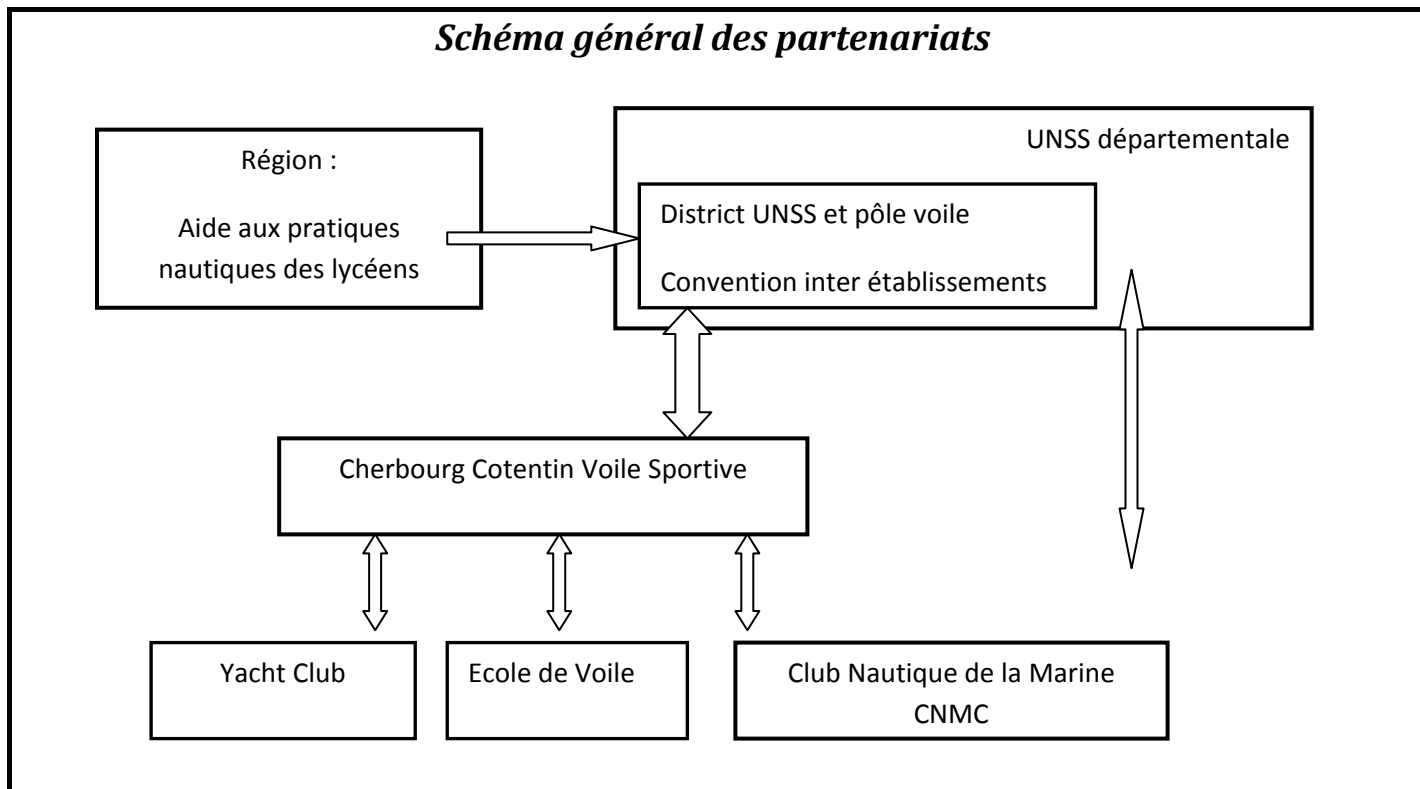 Schéma général des partenariats
Région :
Aide aux pratiques
nautiques des lycéens
UNSS départementale
District UNSS et pôle voile
Convention inter établissements
Cherbourg Cotentin Voile Sportive
Yacht Club
Ecole de Voile
Club Nautique de la Marine
CNMC